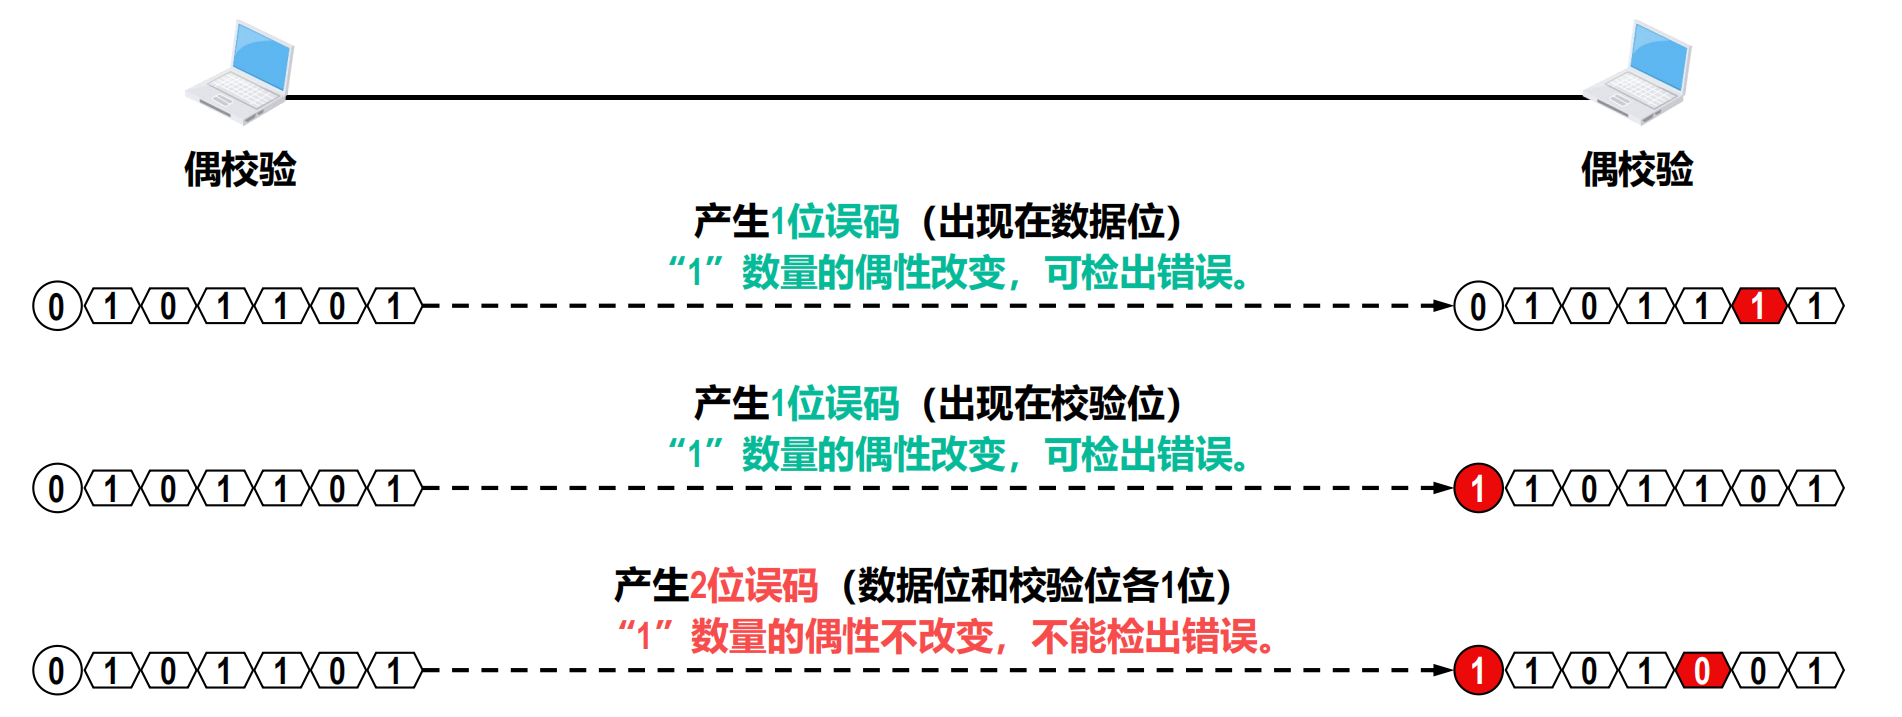 偶校验 偶校验
产生1位误码（出现在数据位）
“1”数量的偶性改变，可检出错误。
0 1 0 1 1 0 1 0 1 0 1 1 1 1
产生1位误码（出现在校验位）
“1”数量的偶性改变，可检出错误。
0 1 0 1 1 0 1 1 1 0 1 1 0 1
产生2位误码（数据位和校验位各1位）
“1”数量的偶性不改变，不能检出错误。
0 1 0 1 1 0 1 1 1 0 1 0 0 1